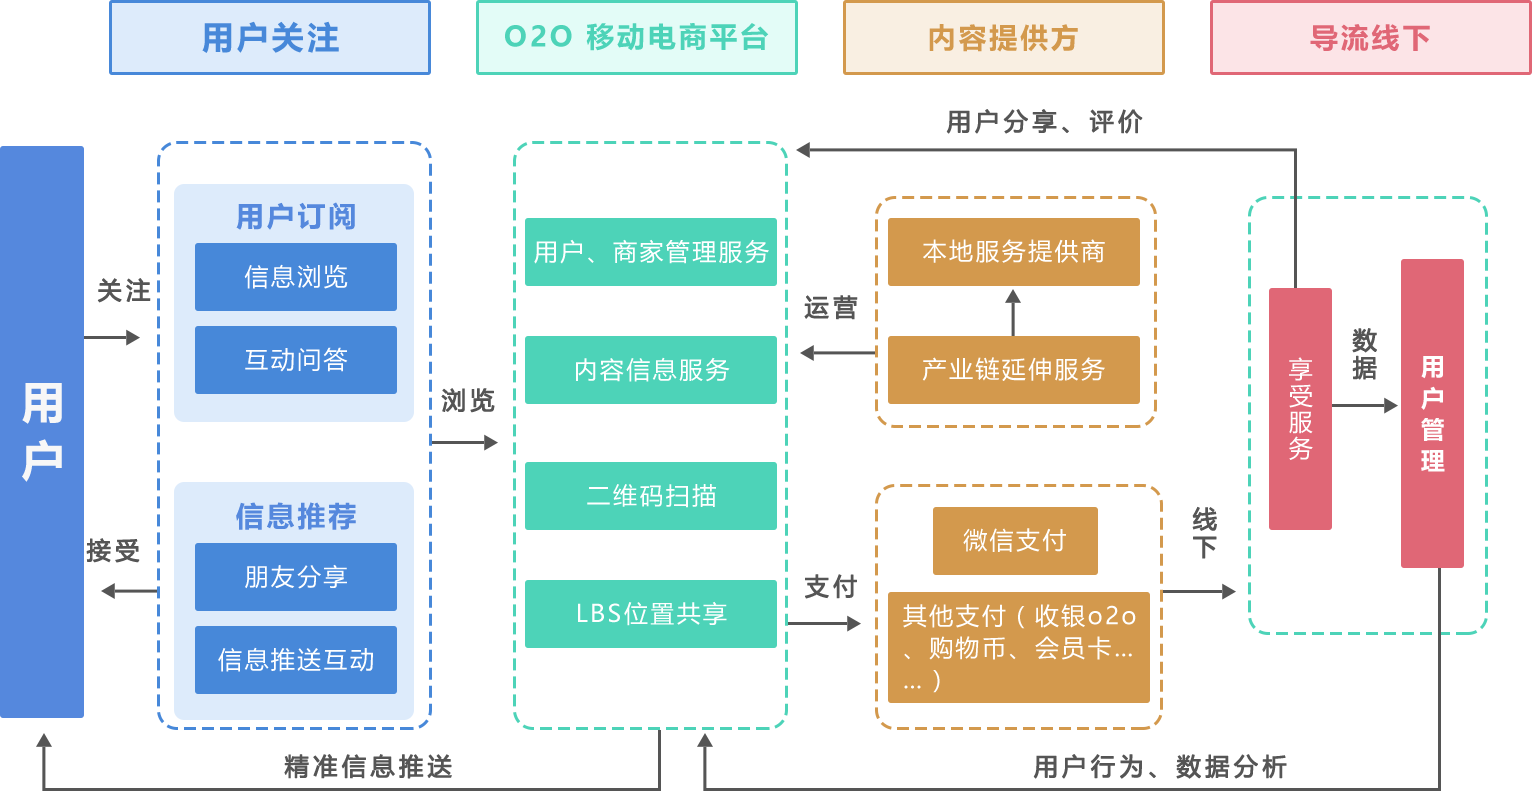 用户关注
O2O 移动电商平台
内容提供方
导流线下
用户分享、评价
用户
关注
接受
用户订阅
信息浏览
互动问答
信息推荐
朋友分享
信息推送互动
浏览
用户、商家管理服务
内容信息服务
二维码扫描
LBS位置共享
运营
支付
本地服务提供商
产业链延伸服务
微信支付
其他支付（收银o2o
、购物币、会员卡...
...）
线下
享受服务
数据
用户管理
精准信息推送
用户行为、数据分析